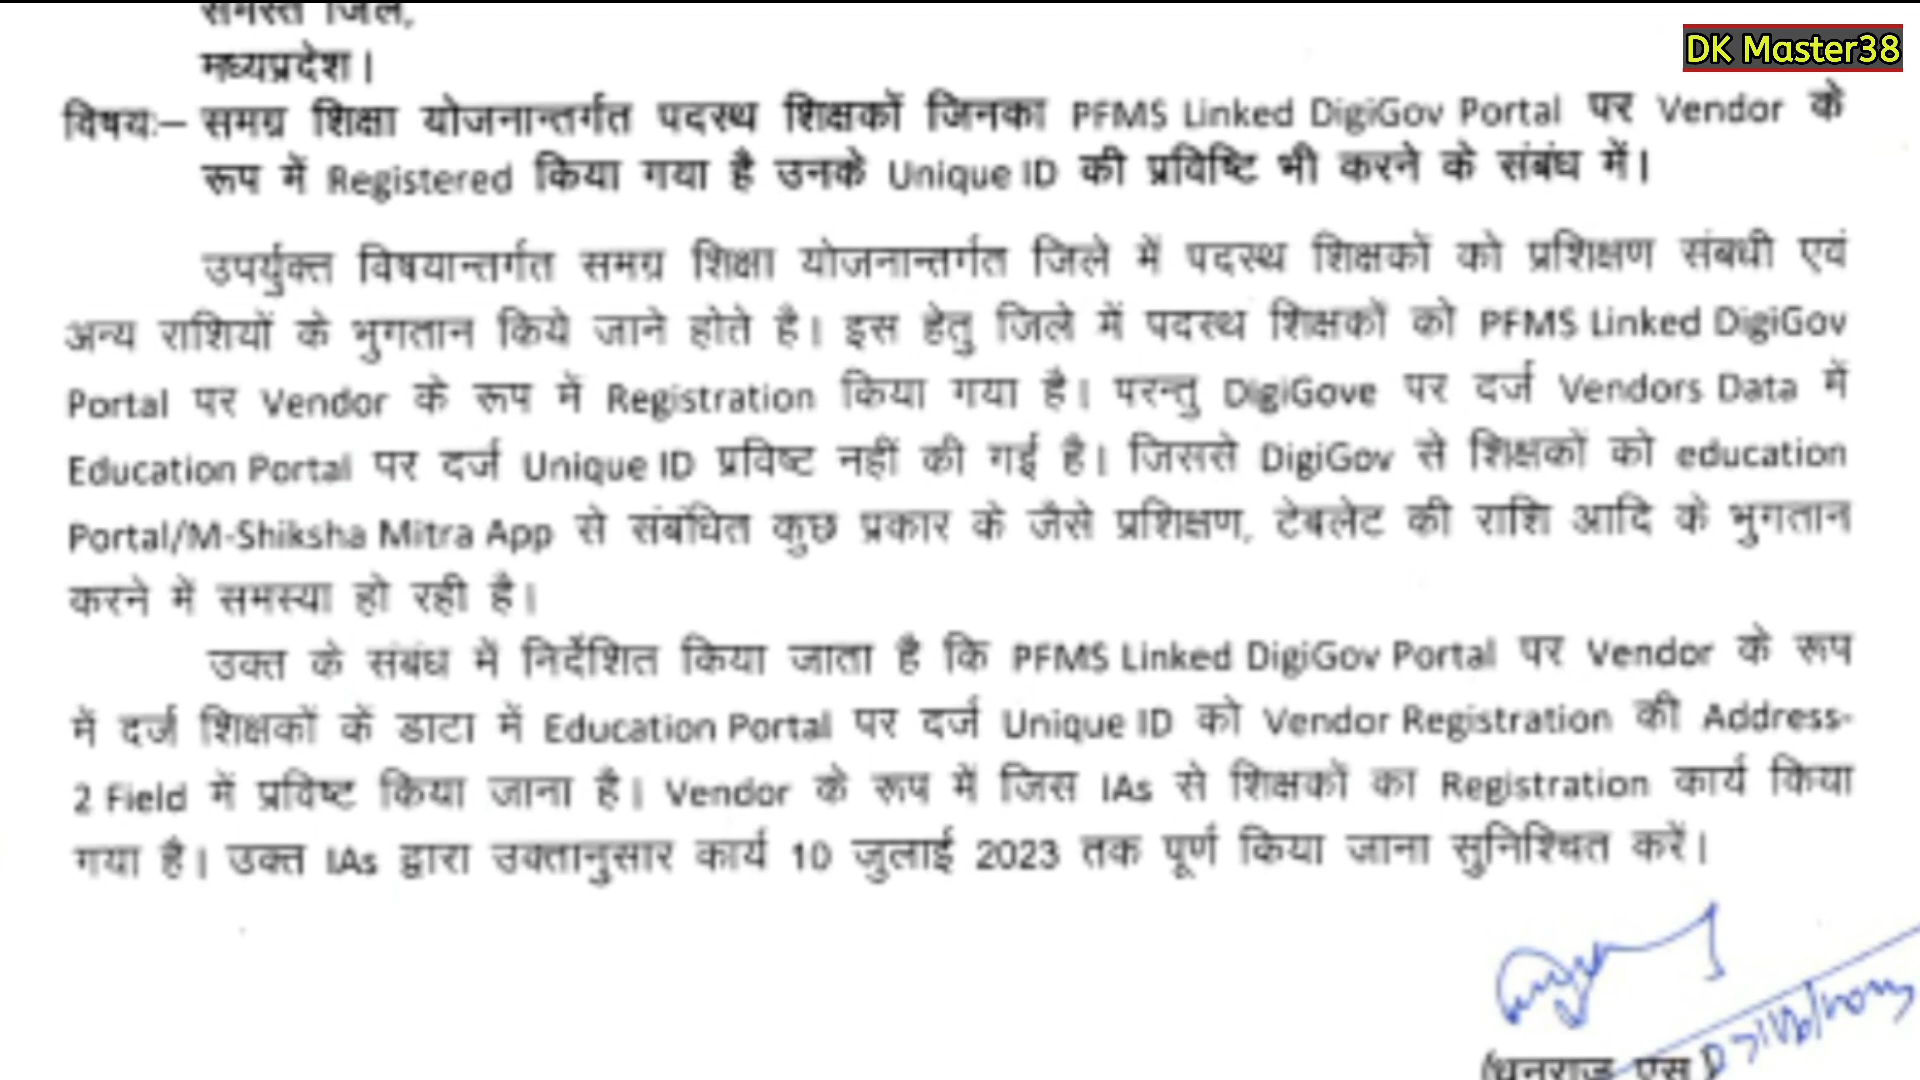 समस्त जिले,
DK Master38
मध्यप्रदेश।
विषयः– समग्र शिक्षा योजनान्तर्गत पदस्थ शिक्षकों जिनका PFMS Linked DigiGov Portal पर Vendor के
रूप में Registered किया गया है उनके Unique ID की प्रविष्टि भी करने के संबंध में।
उपर्युक्त विषयान्तर्गत समग्र शिक्षा योजनान्तर्गत जिले में पदस्थ शिक्षकों को प्रशिक्षण संबधी एवं
अन्य राशियों के भुगतान किये जाने होते है। इस हेतु जिले में पदस्थ शिक्षकों को PFMS Linked DigiGov
Portal पर Vendor के रूप में Registration किया गया है। परन्तु DigiGove पर दर्ज Vendors Data में
Education Portal पर दर्ज Unique ID प्रविष्ट नहीं की गई है। जिससे DigiGov से शिक्षकों को education
Portal/M-Shiksha Mitra App से संबंधित कुछ प्रकार के जैसे प्रशिक्षण, टेबलेट की राशि आदि के भुगतान
करने में समस्या हो रही है।
उक्त के संबंध में निर्देशित किया जाता है कि PFMS Linked DigiGov Portal पर Vendor के रूप
में दर्ज शिक्षकों कें डाटा में Education Portal पर दर्ज Unique ID को Vendor Registration की Address-
2 Field में प्रविष्ट किया जाना है। Vendor के रूप में जिस IAs से शिक्षकों का Registration कार्य किया
गया है। उक्त IAs द्वारा उक्तानुसार कार्य 10 जुलाई 2023 तक पूर्ण किया जाना सुनिश्चित करें।
(धनराजू एस)